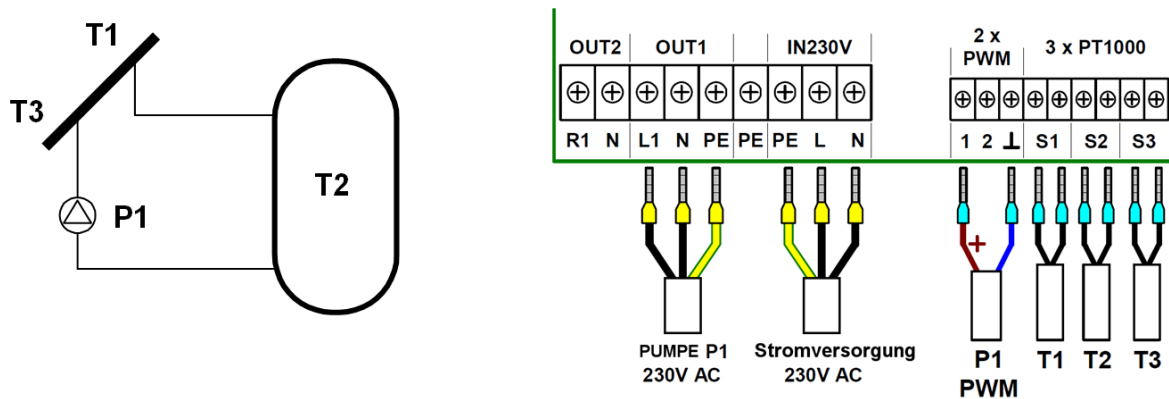 T1
T3
T2
P1
OUT2 OUT1 IN230V
R1 N L1 N PE PE PE L N
2 x
PWM
3 x PT1000
1 2 ⊥ S1 S2 S3
+
PUMPE P1
230V AC
Stromversorgung
230V AC
P1
PWM
T1 T2 T3